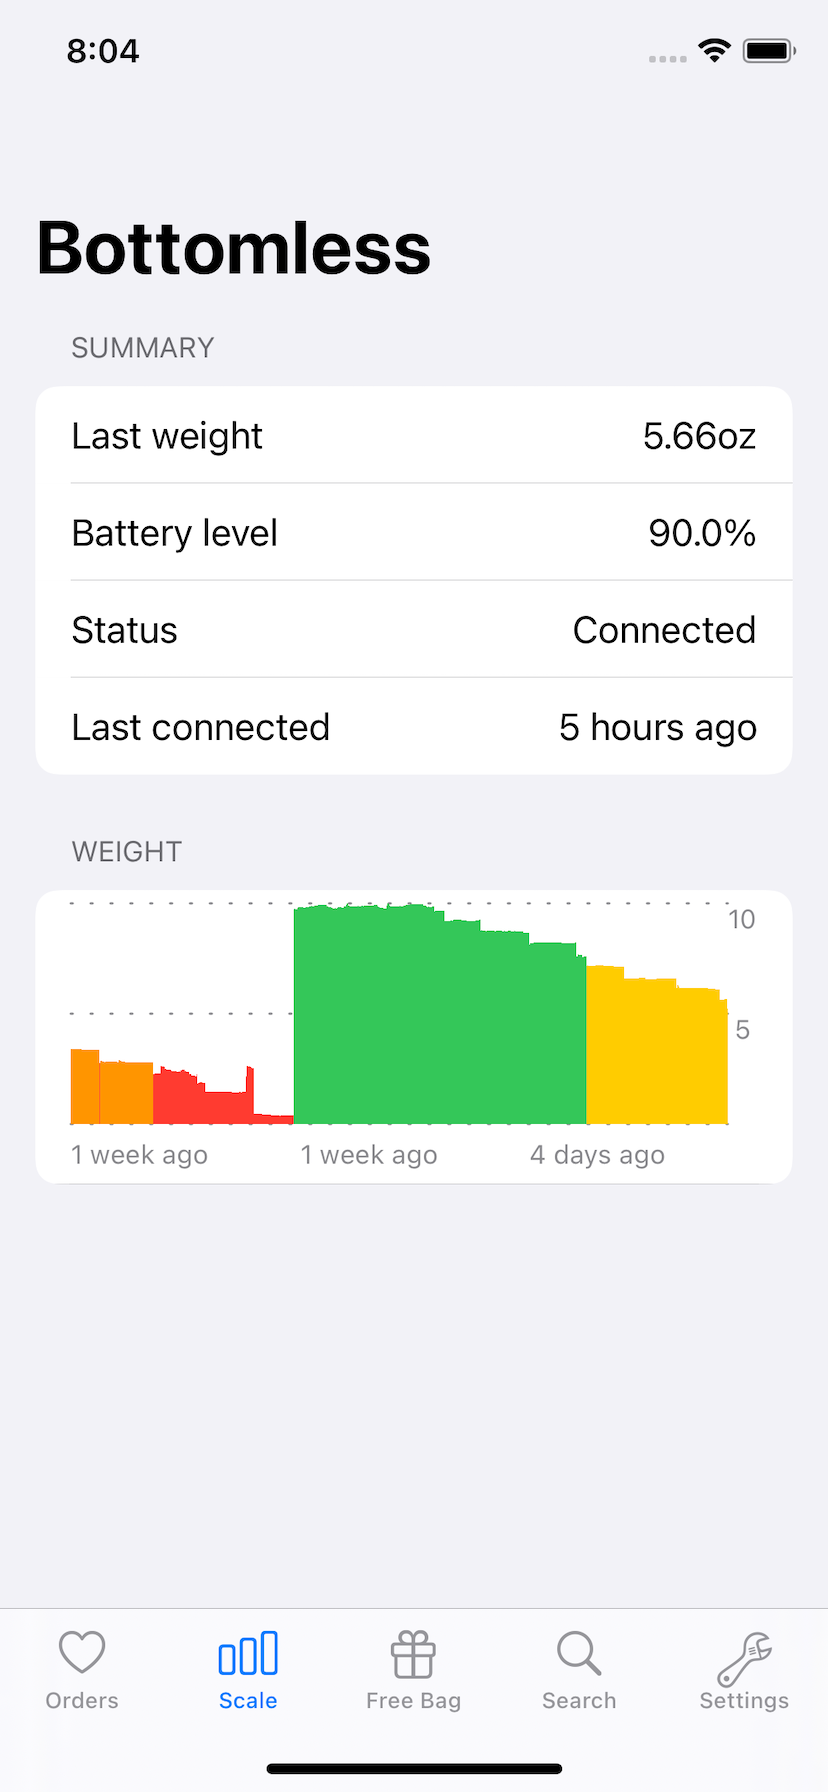 8:04
Bottomless
SUMMARY
Last weight 5.66oz
Battery level 90.0%
Status Connected
Last connected 5 hours ago
WEIGHT
10
5
1 week ago 1 week ago 4 days ago
Orders Scale Free Bag Search Settings